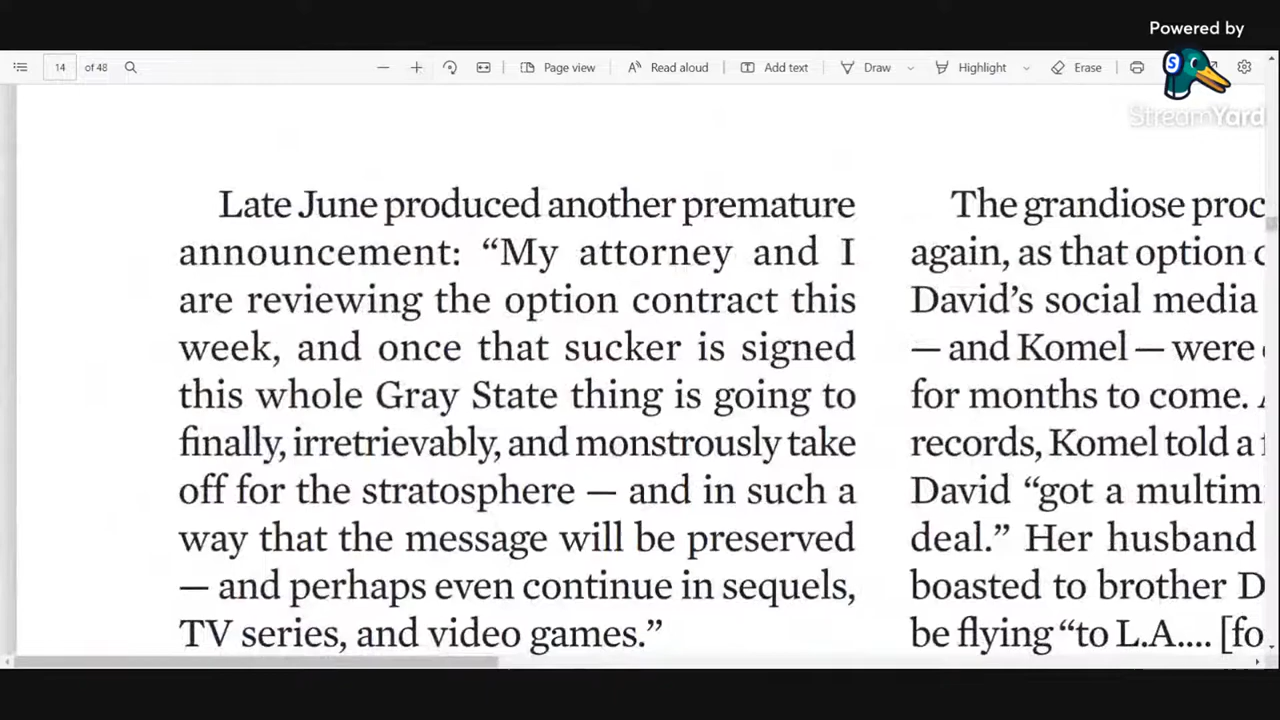 Powered by
14 of 48 Page view Read aloud Add text Draw Highlight Erase
StreamYard
Late June produced another premature
announcement: “My attorney and I
are reviewing the option contract this
week, and once that sucker is signed
this whole Gray State thing is going to
finally, irretrievably, and monstrously take
off for the stratosphere — and in such a
way that the message will be preserved
— and perhaps even continue in sequels,
TV series, and video games.”
The grandiose proc
again, as that option c
David’s social media
— and Komel — were
for months to come.
records, Komel told a
David “got a multim
deal.” Her husband
boasted to brother D
be flying “to L.A.... [fo